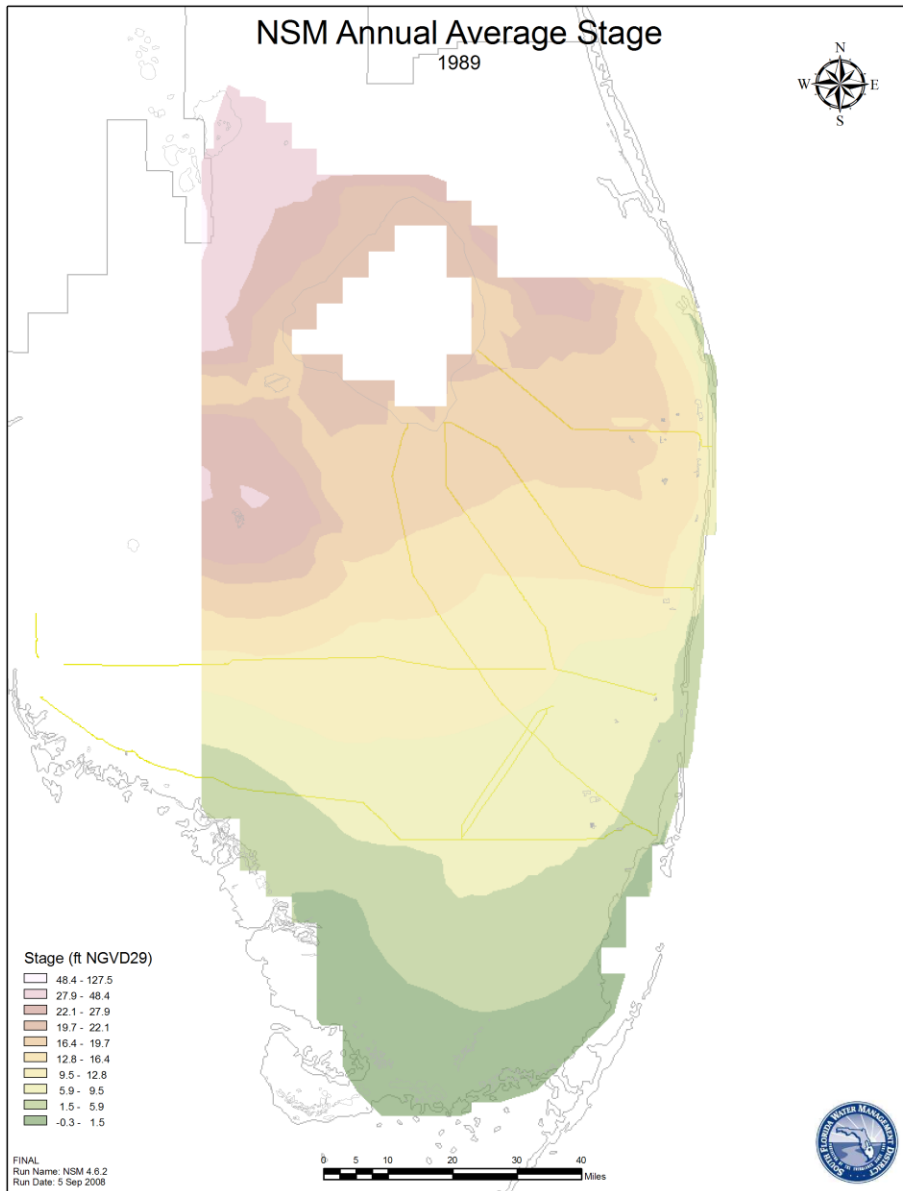 NSM Annual Average Stage
1989
N
W
E
S
Stage (ft NGVD29)
48.4 - 127.5
27.9 - 48.4
22.1 - 27.9
19.7 - 22.1
16.4 - 19.7
12.8 - 16.4
9.5 - 12.8
5.9 - 9.5
1.5 - 5.9
-0.3 - 1.5
FINAL
Run Name: NSM 4.6.2
Run Date: 5 Sep 2008
0 5 10 20 30 40
Miles
SOUTH FLORIDA WATER MANAGEMENT DISTRICT